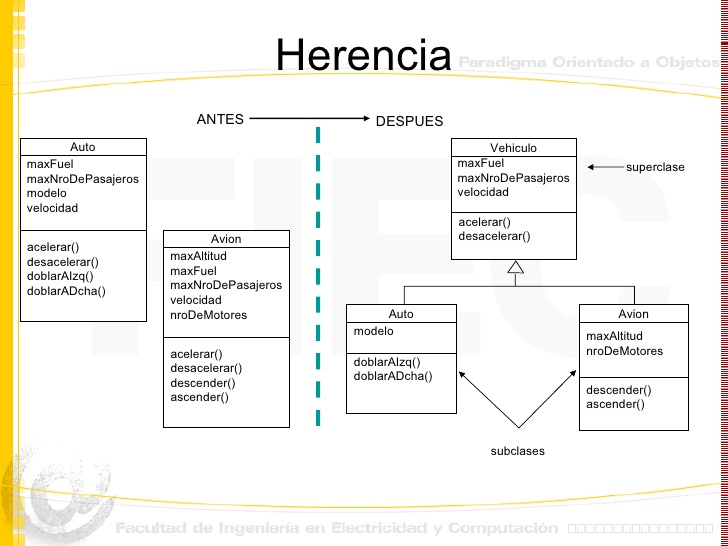 Herencia
Paradigma Orientado a Objetos
ANTES
DESPUES
Auto
maxFuel
maxNroDePasajeros
modelo
velocidad
acelerar()
desacelerar()
doblarAIzq()
doblarADcha()
Avion
maxAltitud
maxFuel
maxNroDePasajeros
velocidad
nroDeMotores
acelerar()
desacelerar()
descender()
ascender()
Vehiculo
maxFuel
maxNroDePasajeros
velocidad
acelerar()
desacelerar()
superclase
Auto
modelo
doblarAIzq()
doblarADcha()
Avion
maxAltitud
nroDeMotores
descender()
ascender()
subclases
FIEC
Facultad de Ingeniería en Electricidad y Computación